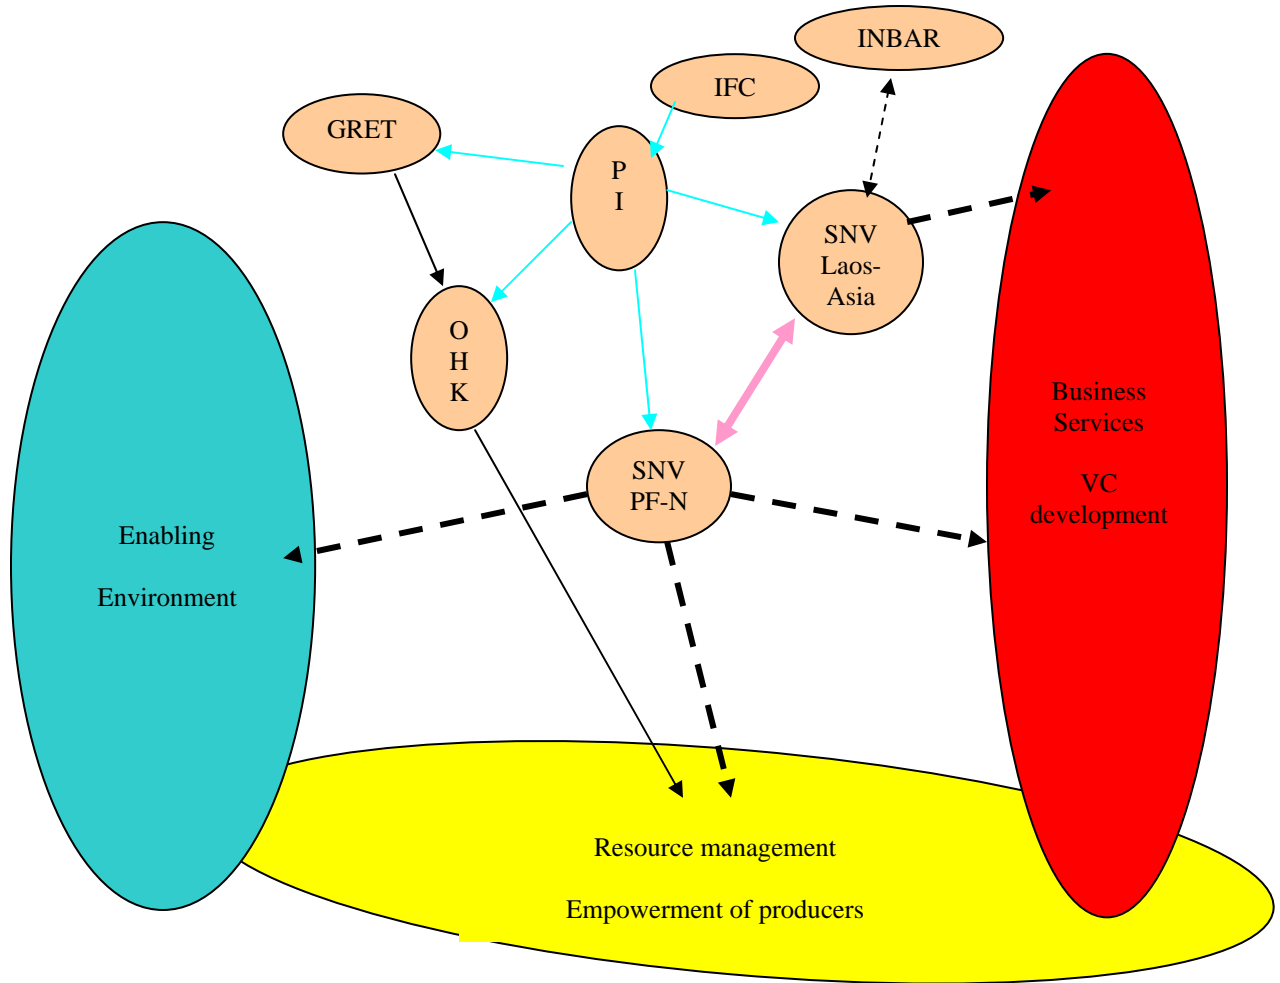 INBAR
IFC
GRET
P
I
SNV
Laos-
Asia
O
H
K
Business
Services
VC
development
SNV
PF-N
Enabling
Environment
Resource management
Empowerment of producers